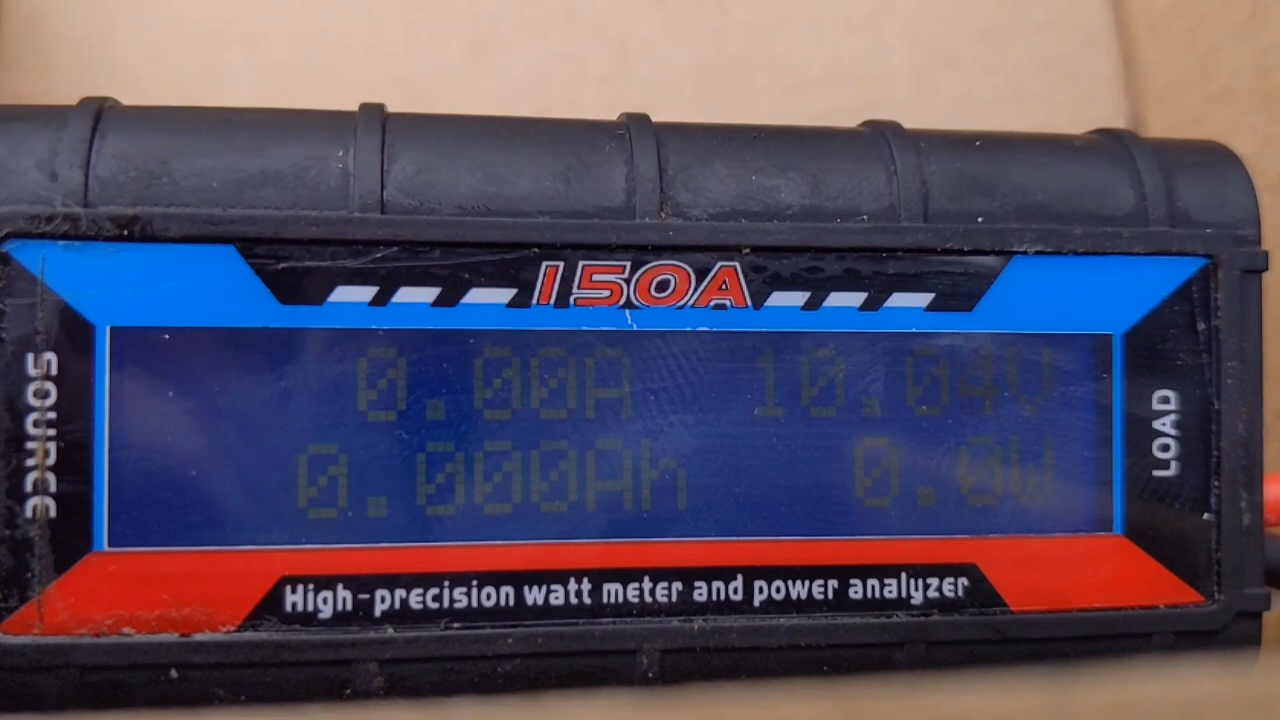 150A
SOURCE
0.00A 10.04V
0.000Ah 0.0W
LOAD
High-precision watt meter and power analyzer